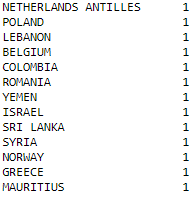 NETHERLANDS ANTILLES 1
POLAND 1
LEBANON 1
BELGIUM 1
COLOMBIA 1
ROMANIA 1
YEMEN 1
ISRAEL 1
SRI LANKA 1
SYRIA 1
NORWAY 1
GREECE 1
MAURITIUS 1